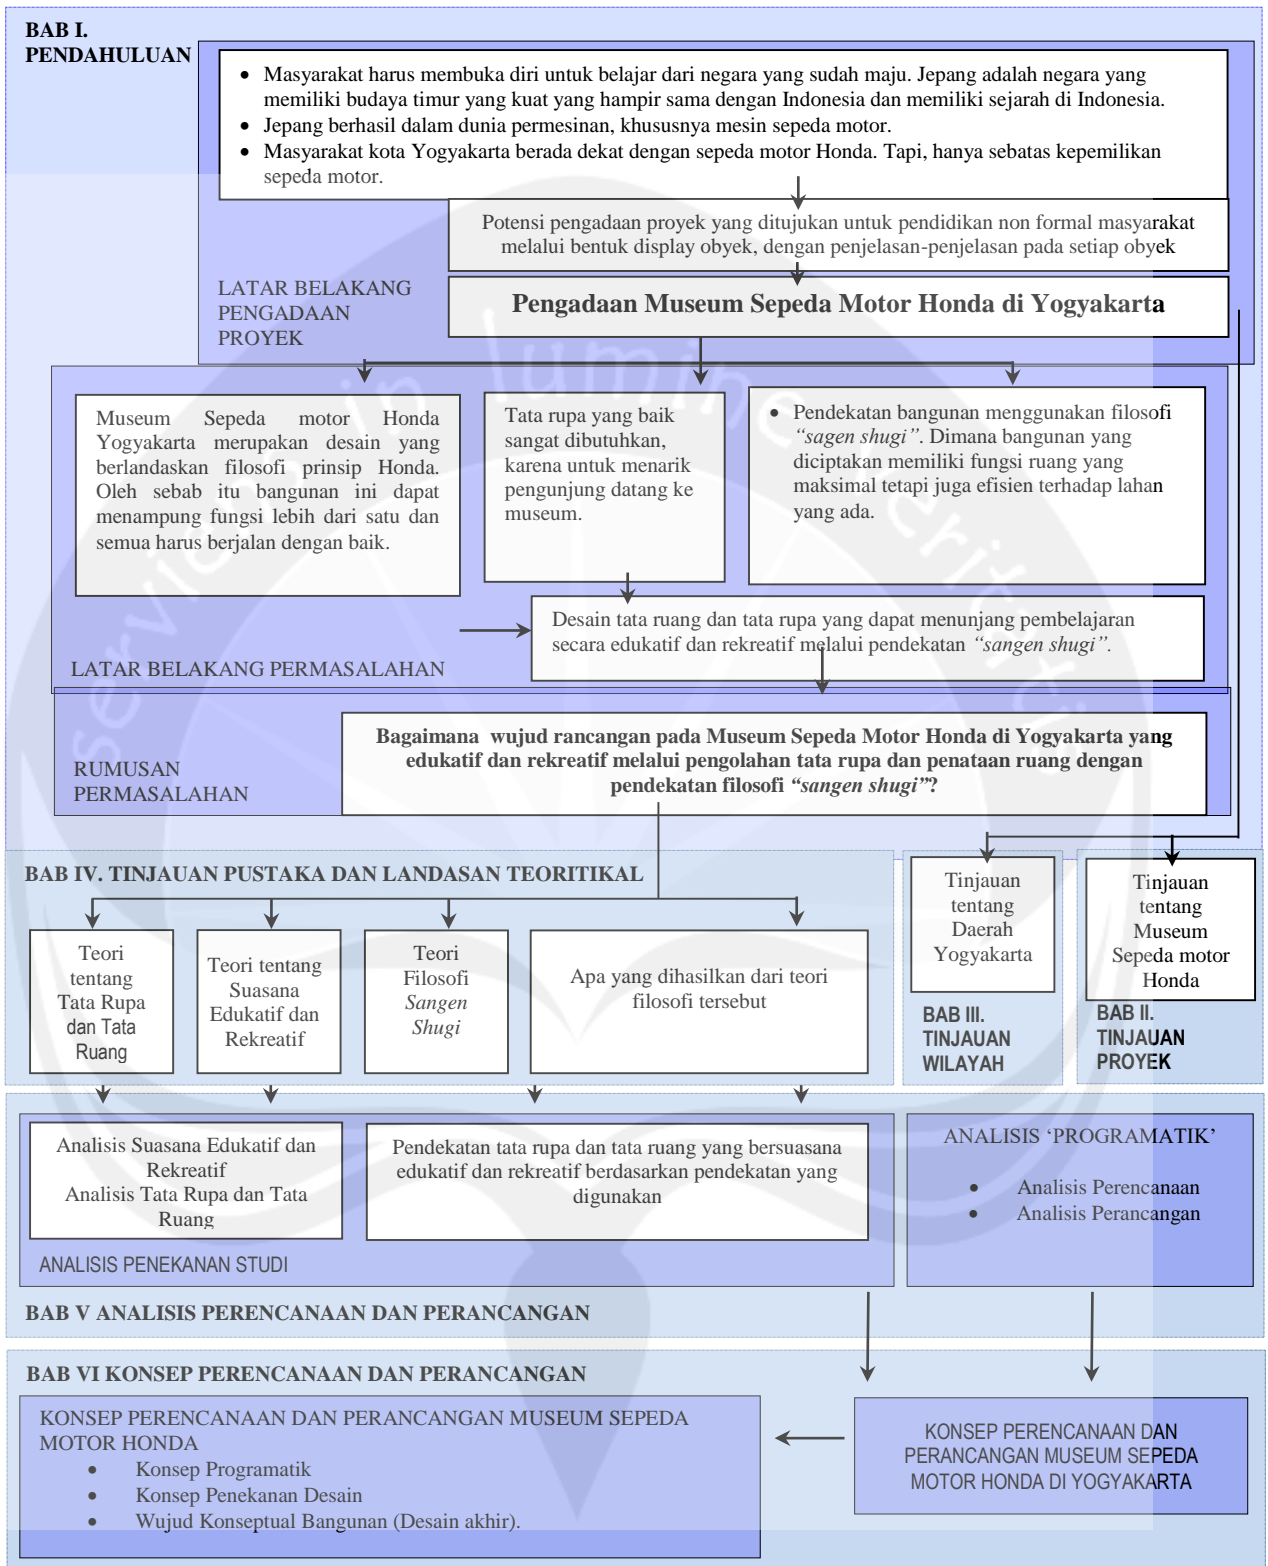 BAB I.
PENDAHULUAN
• Masyarakat harus membuka diri untuk belajar dari negara yang sudah maju. Jepang adalah negara yang
memiliki budaya timur yang kuat yang hampir sama dengan Indonesia dan memiliki sejarah di Indonesia.
• Jepang berhasil dalam dunia permesinan, khususnya mesin sepeda motor.
• Masyarakat kota Yogyakarta berada dekat dengan sepeda motor Honda. Tapi, hanya sebatas kepemilikan
sepeda motor.
Potensi pengadaan proyek yang ditujukan untuk pendidikan non formal masyarakat
melalui bentuk display obyek, dengan penjelasan-penjelasan pada setiap obyek
LATAR BELAKANG
PENGADAAN
PROYEK
Pengadaan Museum Sepeda Motor Honda di Yogyakarta
Museum Sepeda motor Honda
Yogyakarta merupakan desain yang
berlandaskan filosofi prinsip Honda.
Oleh sebab itu bangunan ini dapat
menampung fungsi lebih dari satu dan
semua harus berjalan dengan baik.
Tata rupa yang baik
sangat dibutuhkan,
karena untuk menarik
pengunjung datang ke
museum.
• Pendekatan bangunan menggunakan filosofi
“sagen shugi”. Dimana bangunan yang
diciptakan memiliki fungsi ruang yang
maksimal tetapi juga efisien terhadap lahan
yang ada.
Desain tata ruang dan tata rupa yang dapat menunjang pembelajaran
secara edukatif dan rekreatif melalui pendekatan “sangen shugi”.
LATAR BELAKANG PERMASALAHAN
Bagaimana wujud rancangan pada Museum Sepeda Motor Honda di Yogyakarta yang
edukatif dan rekreatif melalui pengolahan tata rupa dan penataan ruang dengan
pendekatan filosofi “sangen shugi”?
RUMUSAN
PERMASALAHAN
BAB IV. TINJAUAN PUSTAKA DAN LANDASAN TEORITIKAL
Teori
tentang
Tata Rupa
dan Tata
Ruang
Teori tentang
Suasana
Edukatif dan
Rekreatif
Teori
Filosofi
Sangen
Shugi
Apa yang dihasilkan dari teori
filosofi tersebut
Tinjauan
tentang
Daerah
Yogyakarta
BAB III.
TINJAUAN
WILAYAH
Tinjauan
tentang
Museum
Sepeda motor
Honda
BAB II.
TINJAUAN
PROYEK
Analisis Suasana Edukatif dan
Rekreatif
Analisis Tata Rupa dan Tata
Ruang
Pendekatan tata rupa dan tata ruang yang bersuasana
edukatif dan rekreatif berdasarkan pendekatan yang
digunakan
ANALISIS PENEKANAN STUDI
ANALISIS ‘PROGRAMATIK’
• Analisis Perencanaan
• Analisis Perancangan
BAB V ANALISIS PERENCANAAN DAN PERANCANGAN
BAB VI KONSEP PERENCANAAN DAN PERANCANGAN
KONSEP PERENCANAAN DAN PERANCANGAN MUSEUM SEPEDA
MOTOR HONDA
• Konsep Programatik
• Konsep Penekanan Desain
• Wujud Konseptual Bangunan (Desain akhir).
KONSEP PERENCANAAN DAN
PERANCANGAN MUSEUM SEPEDA
MOTOR HONDA DI YOGYAKARTA
serviens in lumine veritatis